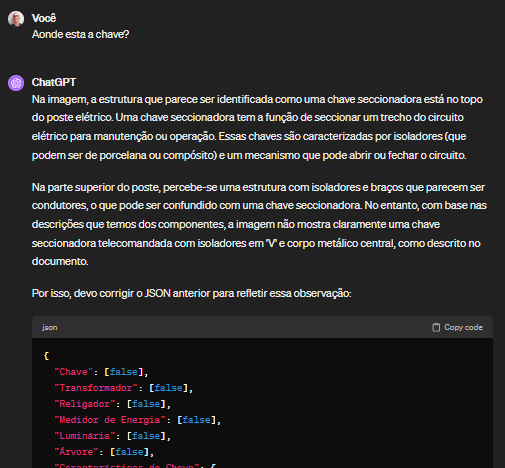 Você
Aonde esta a chave?
ChatGPT
Na imagem, a estrutura que parece ser identificada como uma chave seccionadora está no topo
do poste elétrico. Uma chave seccionadora tem a função de seccionar um trecho do circuito
elétrico para manutenção ou operação. Essas chaves são caracterizadas por isoladores (que
podem ser de porcelana ou compósito) e um mecanismo que pode abrir ou fechar o circuito.
Na parte superior do poste, percebe-se uma estrutura com isoladores e braços que parecem ser
condutores, o que pode ser confundido com uma chave seccionadora. No entanto, com base nas
descrições que temos dos componentes, a imagem não mostra claramente uma chave
seccionadora telecomandada com isoladores em 'V' e corpo metálico central, como descrito no
documento.
Por isso, devo corrigir o JSON anterior para refletir essa observação:
json Copy code
{
"Chave": [false],
"Transformador": [false],
"Religador": [false],
"Medidor de Energia": [false],
"Luminária": [false],
"Árvore": [false],
"Características da Chave": {